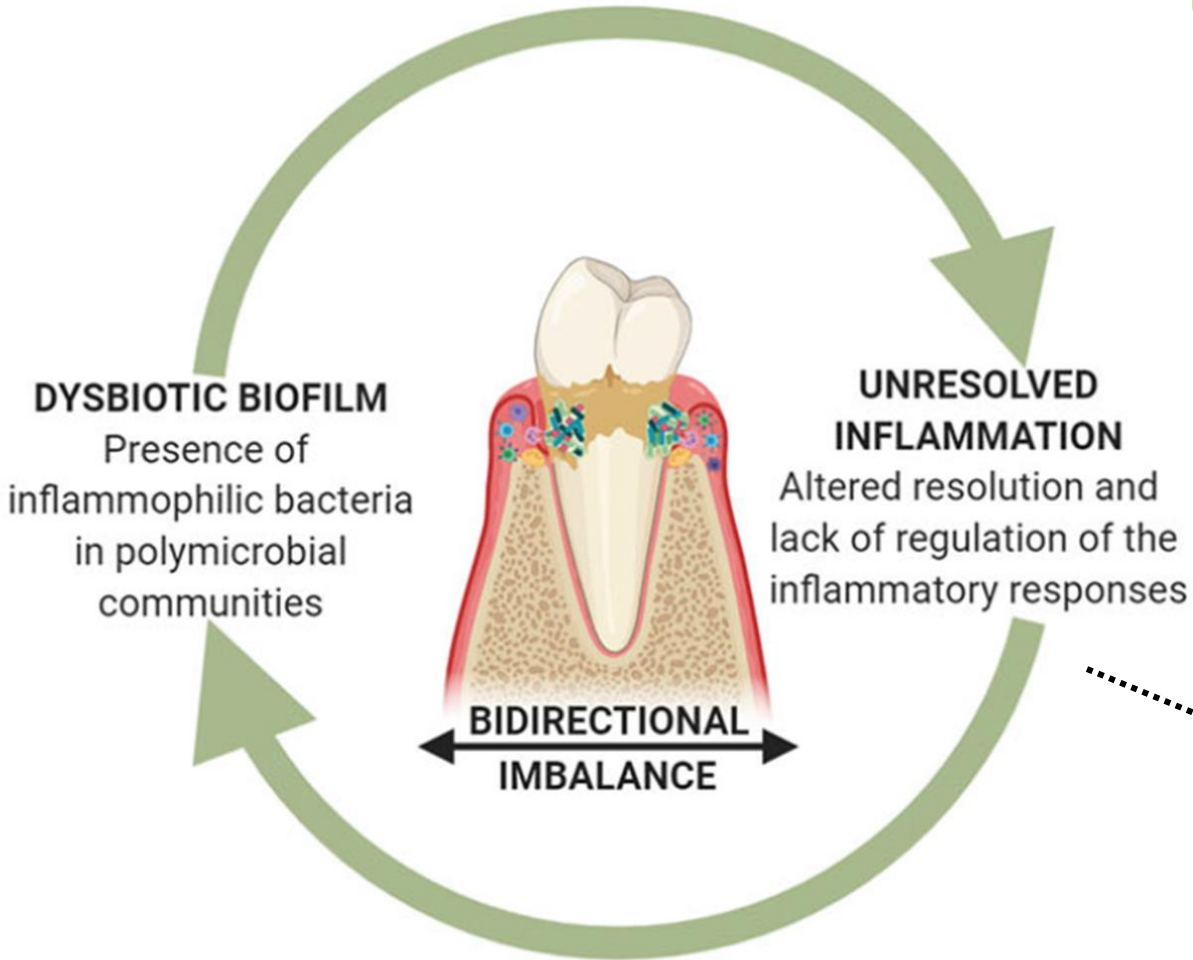 DYSBIOTIC BIOFILM
Presence of
inflammophilic bacteria
in polymicrobial
communities
UNRESOLVED
INFLAMMATION
Altered resolution and
lack of regulation of the
inflammatory responses
BIDIRECTIONAL
IMBALANCE